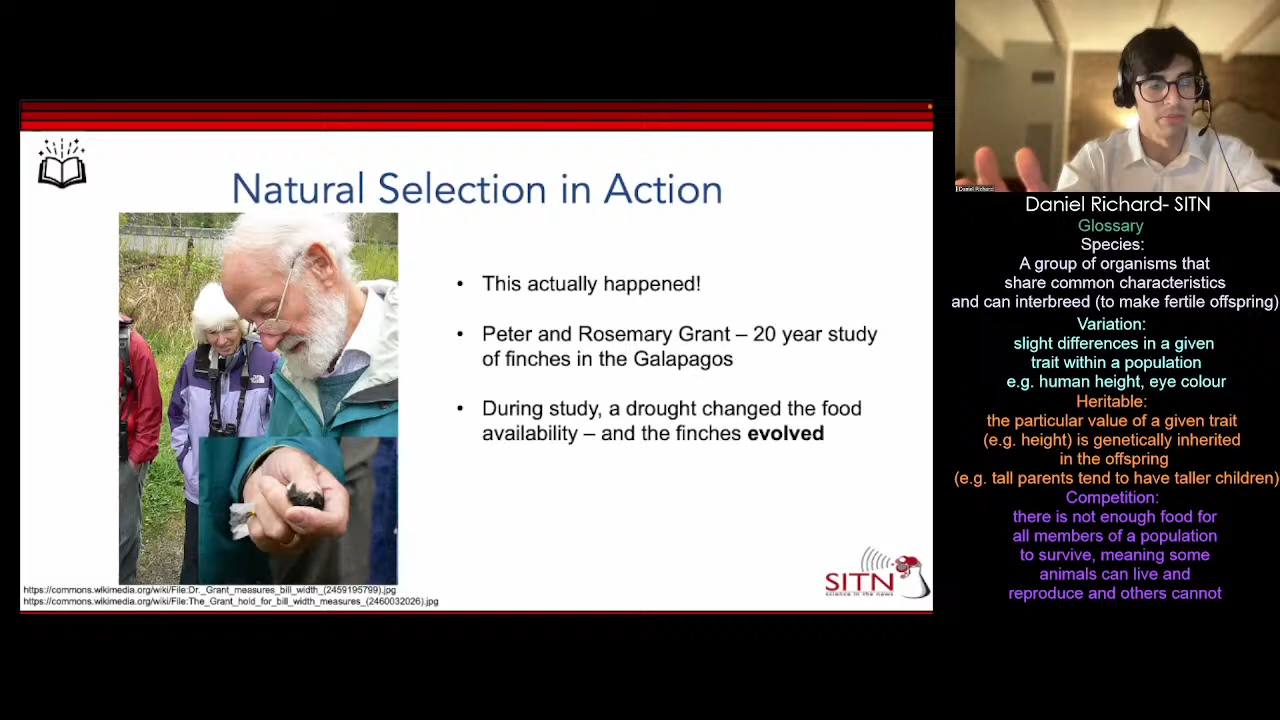 Natural Selection in Action
• This actually happened!
• Peter and Rosemary Grant – 20 year study
of finches in the Galapagos
• During study, a drought changed the food
availability – and the finches evolved
https://commons.wikimedia.org/wiki/File:Dr._Grant_measures_bill_width_(2459195799).jpg
https://commons.wikimedia.org/wiki/File:The_Grant_hold_for_bill_width_measures_(2460032026).jpg
SITN
science in the news
Daniel Richard
Daniel Richard- SITN
Glossary
Species:
A group of organisms that
share common characteristics
and can interbreed (to make fertile offspring)
Variation:
slight differences in a given
trait within a population
e.g. human height, eye colour
Heritable:
the particular value of a given trait
(e.g. height) is genetically inherited
in the offspring
(e.g. tall parents tend to have taller children)
Competition:
there is not enough food for
all members of a population
to survive, meaning some
animals can live and
reproduce and others cannot